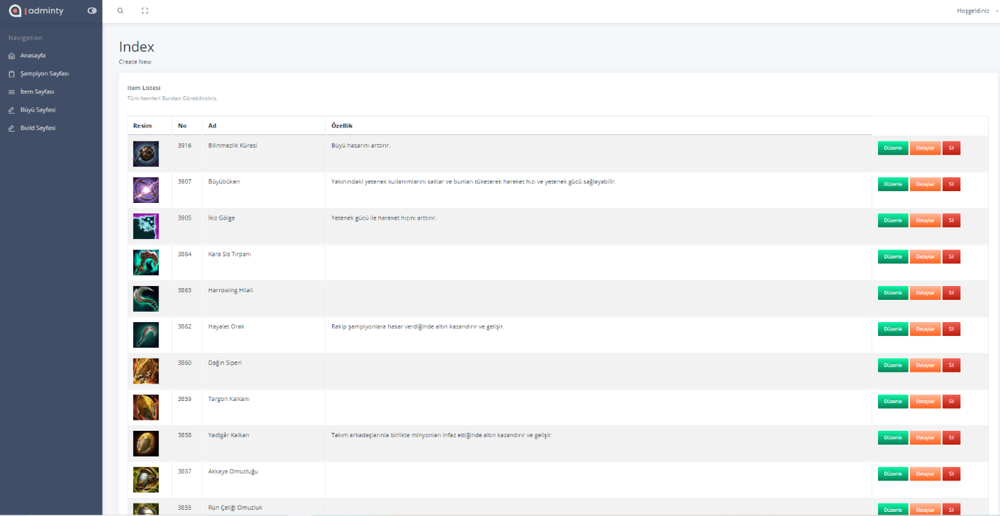 adminty
Hoşgeldiniz
Navigation
Anasayfa
Şampiyon Sayfası
İtem Sayfası
Büyü Sayfasi
Build Sayfasi
Index
Create New
Item Listesi
Tüm Itemleri Burdan Görebilirsiniz.
Resim No Ad Özellik
3916 Bilinmezlik Küresi Büyü hasarını arttırır. Düzenle Detaylar Sil
3907 Büyübüken Yakınındaki yetenek kullanımlarını saklar ve bunları tüketerek hareket hızı ve yetenek gücü sağlayabilir. Düzenle Detaylar Sil
3905 İkiz Gölge Yetenek gücü ile hareket hızını arttırır. Düzenle Detaylar Sil
3864 Kara Sis Tırpanı Düzenle Detaylar Sil
3863 Harrowing Hilali Düzenle Detaylar Sil
3862 Hayalet Orak Rakip şampiyonlara hasar verdiğinde altın kazandırır ve gelişir. Düzenle Detaylar Sil
3860 Dağın Siperi Düzenle Detaylar Sil
3859 Targon Kalkanı Düzenle Detaylar Sil
3858 Yadigâr Kalkan Takım arkadaşlarınla birlikte minyonları infaz ettiğinde altın kazandırır ve gelişir. Düzenle Detaylar Sil
3857 Akkaya Omuzluğu Düzenle Detaylar Sil
3855 Rün Çeliği Omuzluk Düzenle Detaylar Sil